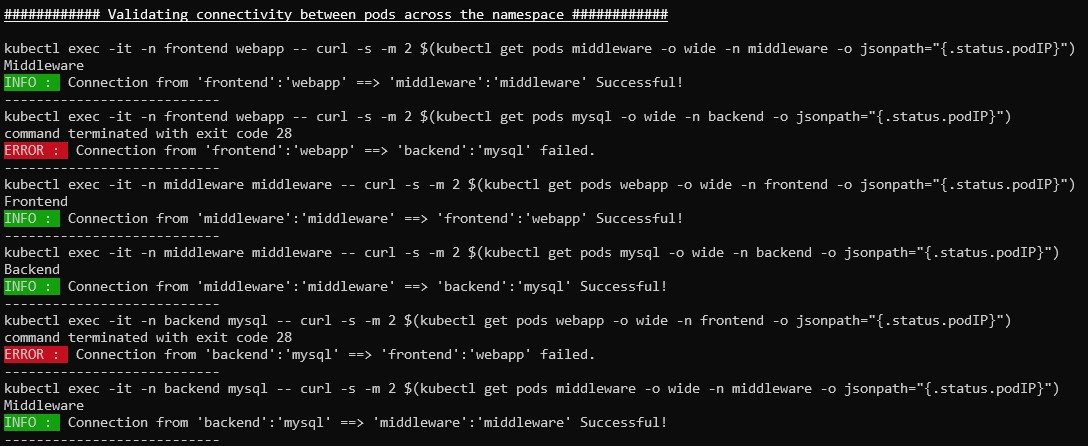 ############ Validating connectivity between pods across the namespace ############
kubectl exec -it -n frontend webapp -- curl -s -m 2 $(kubectl get pods middleware -o wide -n middleware -o jsonpath="{.status.podIP}")
Middleware
INFO : Connection from 'frontend':'webapp' ==> 'middleware':'middleware' Successful!
---------------------------
kubectl exec -it -n frontend webapp -- curl -s -m 2 $(kubectl get pods mysql -o wide -n backend -o jsonpath="{.status.podIP}")
command terminated with exit code 28
ERROR : Connection from 'frontend':'webapp' ==> 'backend':'mysql' failed.
---------------------------
kubectl exec -it -n middleware middleware -- curl -s -m 2 $(kubectl get pods webapp -o wide -n frontend -o jsonpath="{.status.podIP}")
Frontend
INFO : Connection from 'middleware':'middleware' ==> 'frontend':'webapp' Successful!
---------------------------
kubectl exec -it -n middleware middleware -- curl -s -m 2 $(kubectl get pods mysql -o wide -n backend -o jsonpath="{.status.podIP}")
Backend
INFO : Connection from 'middleware':'middleware' ==> 'backend':'mysql' Successful!
---------------------------
kubectl exec -it -n backend mysql -- curl -s -m 2 $(kubectl get pods webapp -o wide -n frontend -o jsonpath="{.status.podIP}")
command terminated with exit code 28
ERROR : Connection from 'backend':'mysql' ==> 'frontend':'webapp' failed.
---------------------------
kubectl exec -it -n backend mysql -- curl -s -m 2 $(kubectl get pods middleware -o wide -n middleware -o jsonpath="{.status.podIP}")
Middleware
INFO : Connection from 'backend':'mysql' ==> 'middleware':'middleware' Successful!
---------------------------